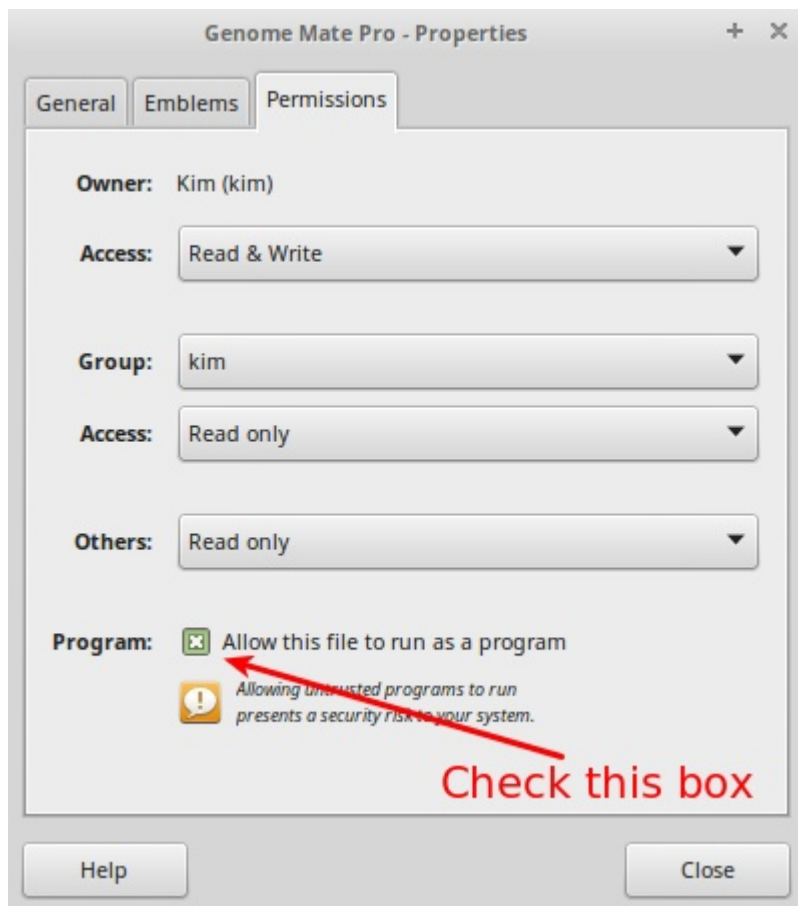 Genome Mate Pro - Properties
General Emblems Permissions
Owner: Kim (kim)
Access: Read & Write
Group: kim
Access: Read only
Others: Read only
Program: Allow this file to run as a program
Allowing untrusted programs to run
presents a security risk to your system.
Check this box
Help Close